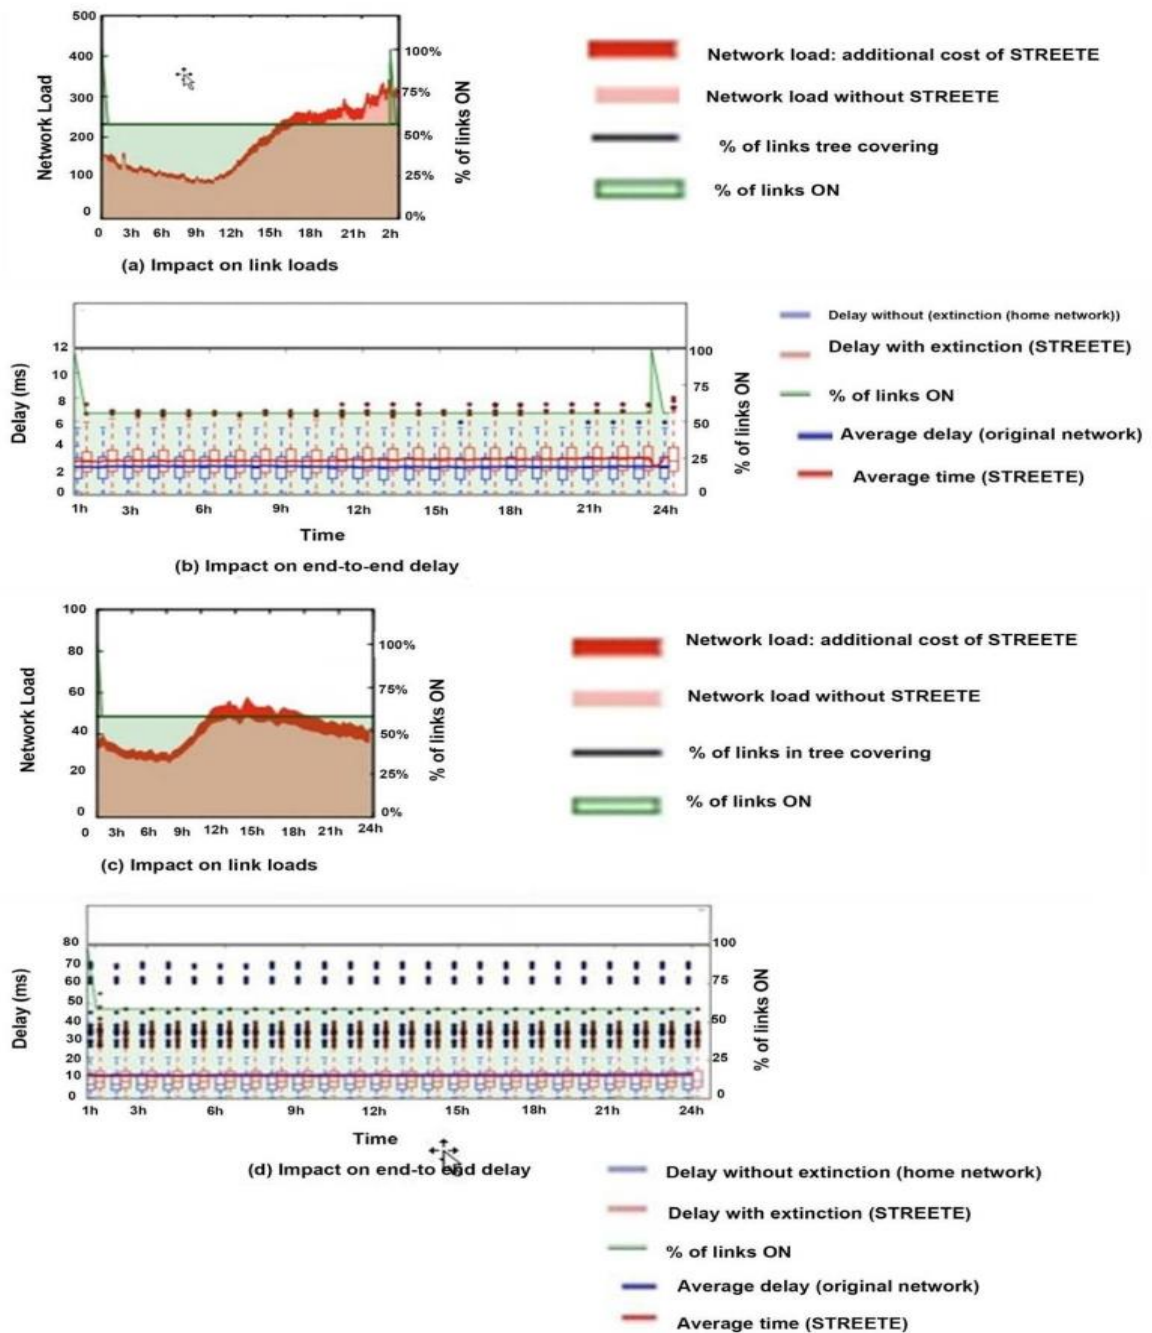 500
400
300
200
100
0
Network Load
100%
75%
50%
25%
0%
% of links ON
0 3h 6h 9h 12h 15h 18h 21h 2h
(a) Impact on link loads
Network load: additional cost of STREETE
Network load without STREETE
% of links tree covering
% of links ON
12
10
8
6
4
2
0
Delay (ms)
100
75
50
25
0
% of links ON
1h 3h 6h 9h 12h 15h 18h 21h 24h
Time
(b) Impact on end-to-end delay
Delay without (extinction (home network))
Delay with extinction (STREETE)
% of links ON
Average delay (original network)
Average time (STREETE)
100
80
60
40
20
0
Network Load
100%
75%
50%
25%
0%
% of links ON
0 3h 6h 9h 12h 15h 18h 21h 24h
(c) Impact on link loads
Network load: additional cost of STREETE
Network load without STREETE
% of links in tree covering
% of links ON
80
70
60
50
40
30
20
10
0
Delay (ms)
100
75
50
25
0
% of links ON
1h 3h 6h 9h 12h 15h 18h 21h 24h
Time
(d) Impact on end-to end delay
Delay without extinction (home network)
Delay with extinction (STREETE)
% of links ON
Average delay (original network)
Average time (STREETE)